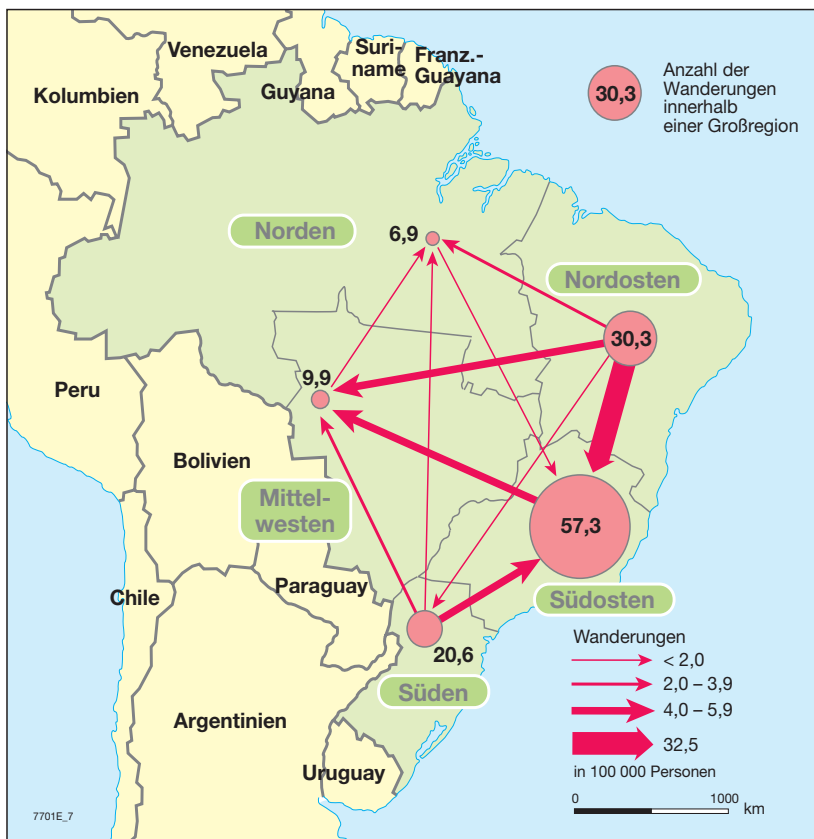 Venezuela
Suri-
name
Franz.-
Guayana
Kolumbien
Guyana
30,3
Anzahl der
Wanderungen
innerhalb
einer Großregion
Norden
6,9
Nordosten
30,3
9,9
Peru
Bolivien
Mittel-
westen
57,3
Chile
Paraguay
Südosten
20,6
Süden
Argentinien
Uruguay
Wanderungen
< 2,0
2,0 – 3,9
4,0 – 5,9
32,5
in 100 000 Personen
0 1000
km
7701E_7